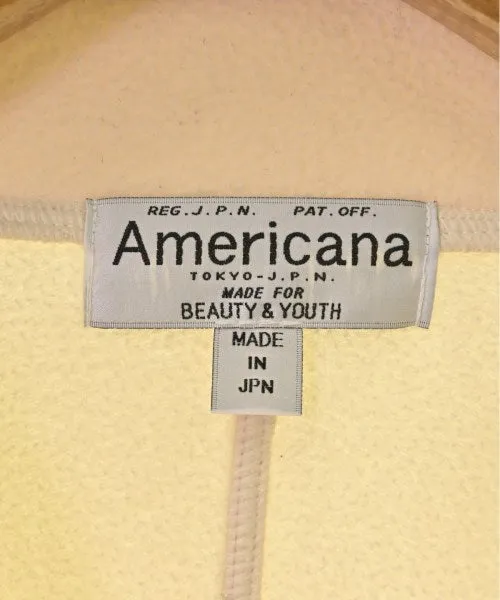 REG.J.P.N. PAT.OFF.
Americana
TOKYO-J.P.N.
MADE FOR
BEAUTY & YOUTH
MADE
IN
JPN